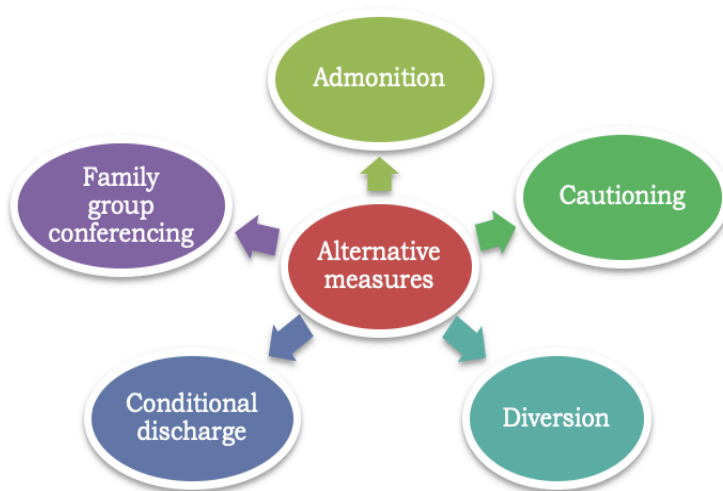 Admonition
Cautioning
Diversion
Conditional
discharge
Family
group
conferencing
Alternative
measures